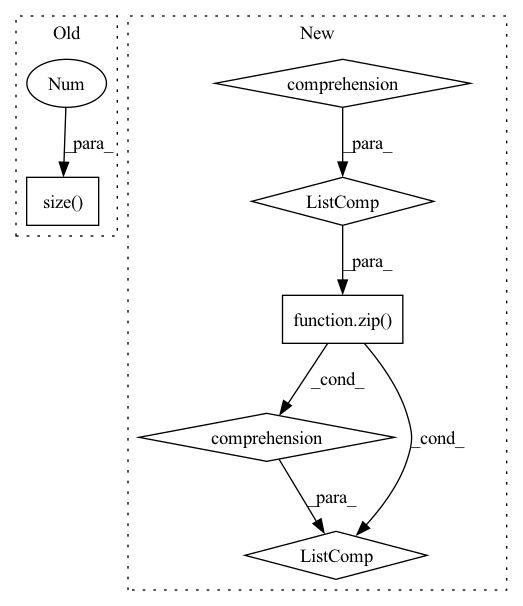 Old
New
Num
comprehension
_para_
_para_
size()
ListComp
_para_
function.zip()
_cond_
comprehension
_cond_
_para_
ListComp